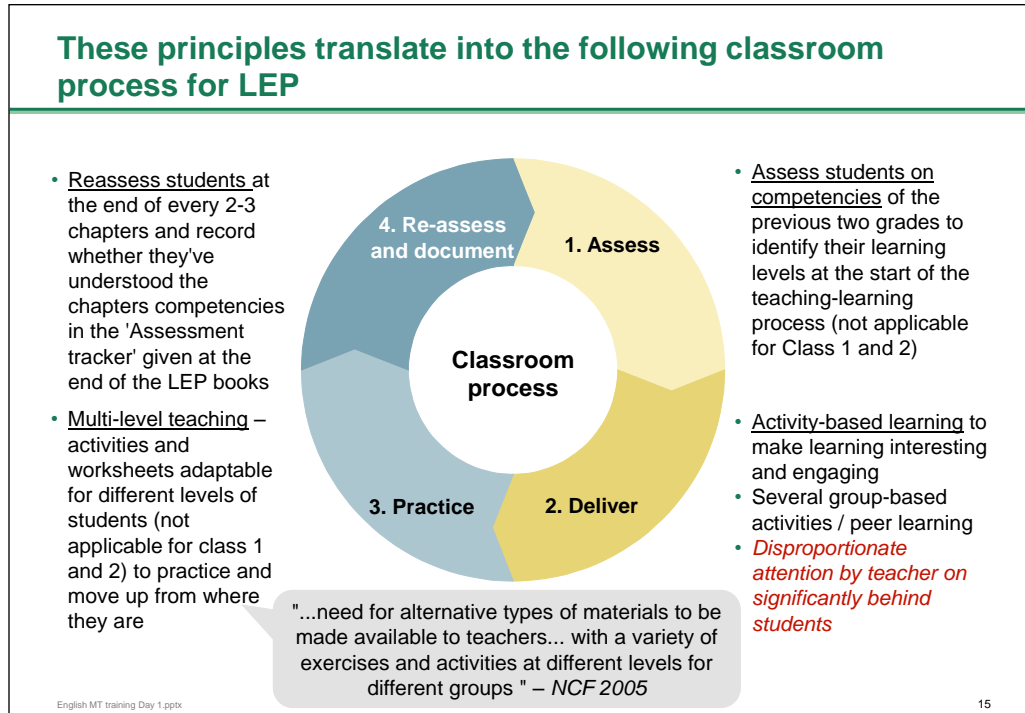 These principles translate into the following classroom
process for LEP
• Reassess students at
the end of every 2-3
chapters and record
whether they've
understood the
chapters competencies
in the 'Assessment
tracker' given at the
end of the LEP books
• Multi-level teaching –
activities and
worksheets adaptable
for different levels of
students (not
applicable for class 1
and 2) to practice and
move up from where
they are
4. Re-assess
and document
1. Assess
Classroom
process
3. Practice
2. Deliver
• Assess students on
competencies of the
previous two grades to
identify their learning
levels at the start of the
teaching-learning
process (not applicable
for Class 1 and 2)
• Activity-based learning to
make learning interesting
and engaging
• Several group-based
activities / peer learning
• Disproportionate
attention by teacher on
significantly behind
students
"...need for alternative types of materials to be
made available to teachers... with a variety of
exercises and activities at different levels for
different groups " – NCF 2005
English MT training Day 1.pptx
15